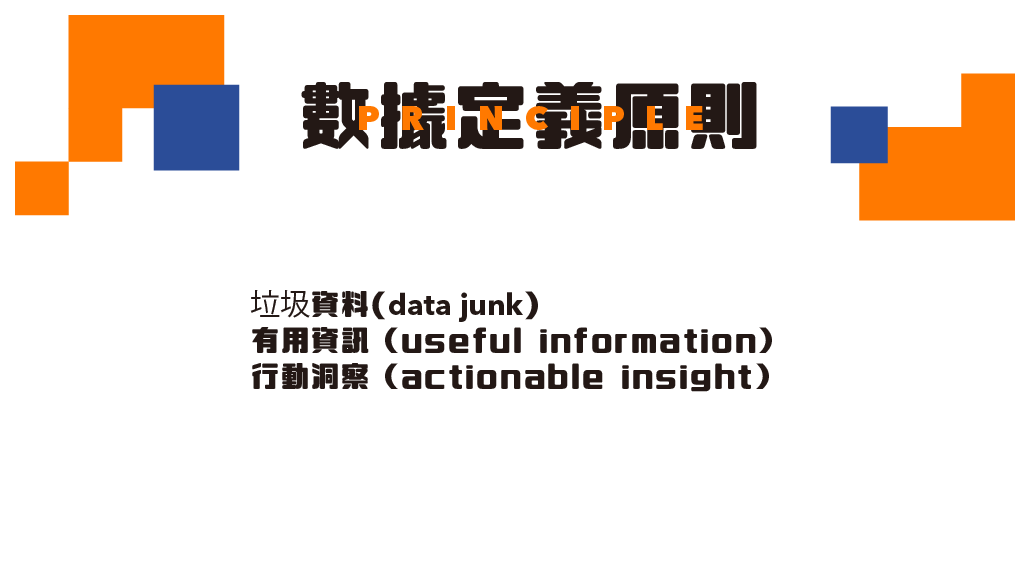 數據定義原則
PRINCIPLE
垃圾資料(data junk)
有用資訊（useful information）
行動洞察（actionable insight）